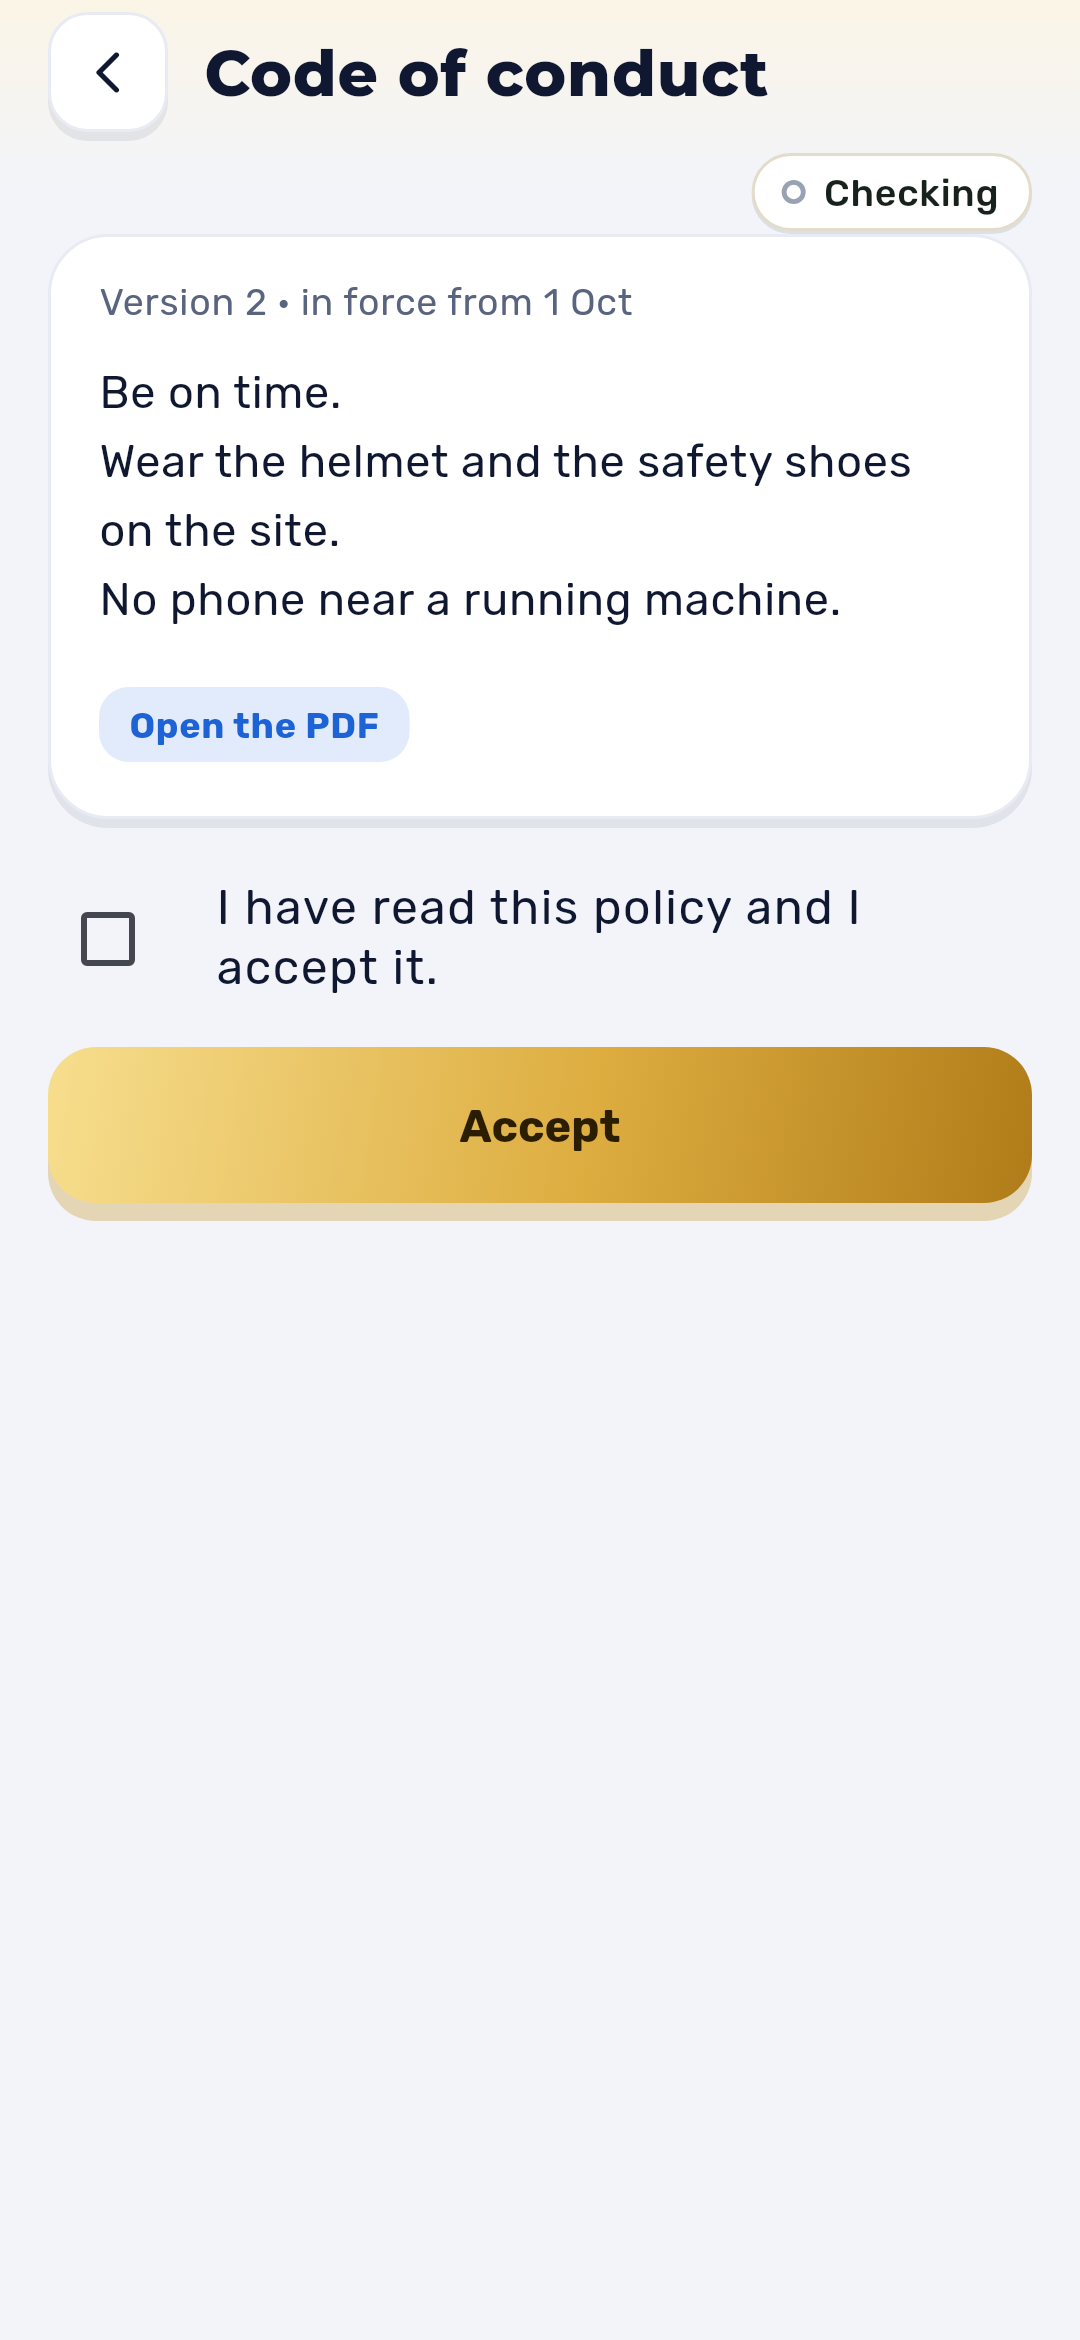 Code of conduct
Checking
Version 2 • in force from 1 Oct
Be on time.
Wear the helmet and the safety shoes
on the site.
No phone near a running machine.
Open the PDF
I have read this policy and I
accept it.
Accept